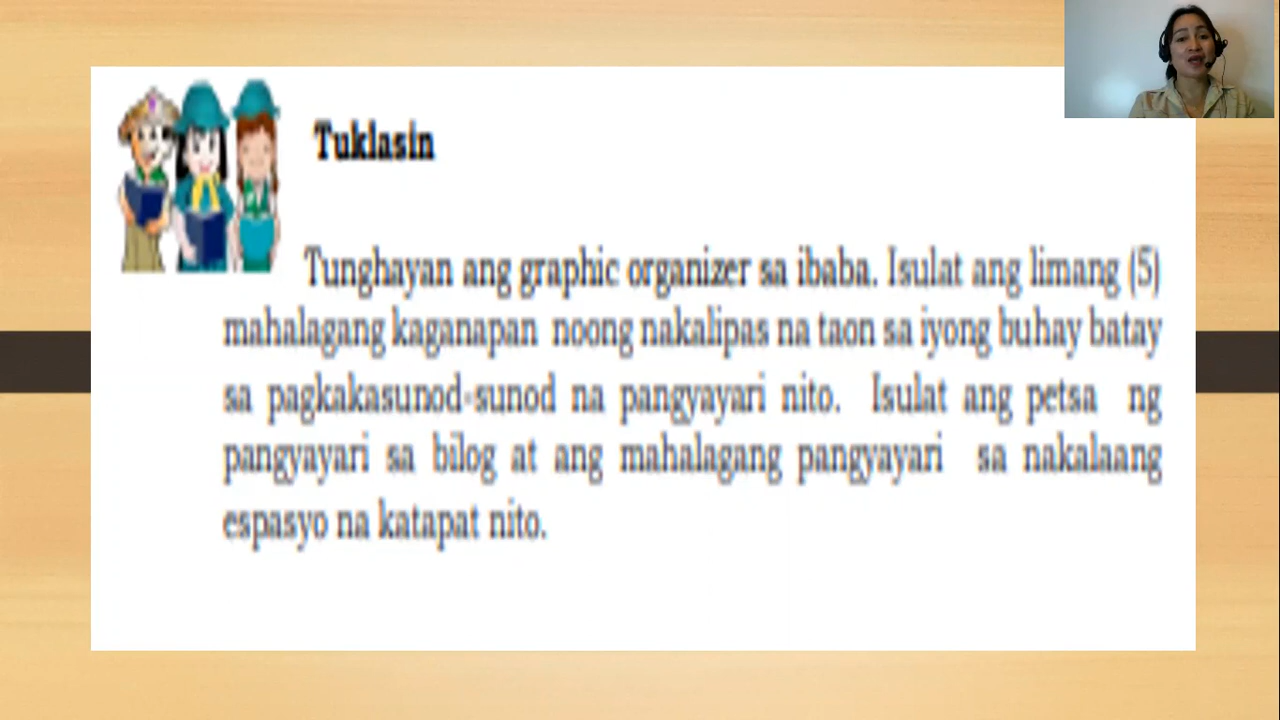 Tuklasin
Tunghayan ang graphic organizer sa ibaba. Isulat ang limang (5)
mahalagang kaganapan noong nakalipas na taon sa iyong buhay batay
sa pagkakasunod-sunod na pangyayari nito. Isulat ang petsa ng
pangyayari sa bilog at ang mahalagang pangyayari sa nakalaang
espasyo na katapat nito.